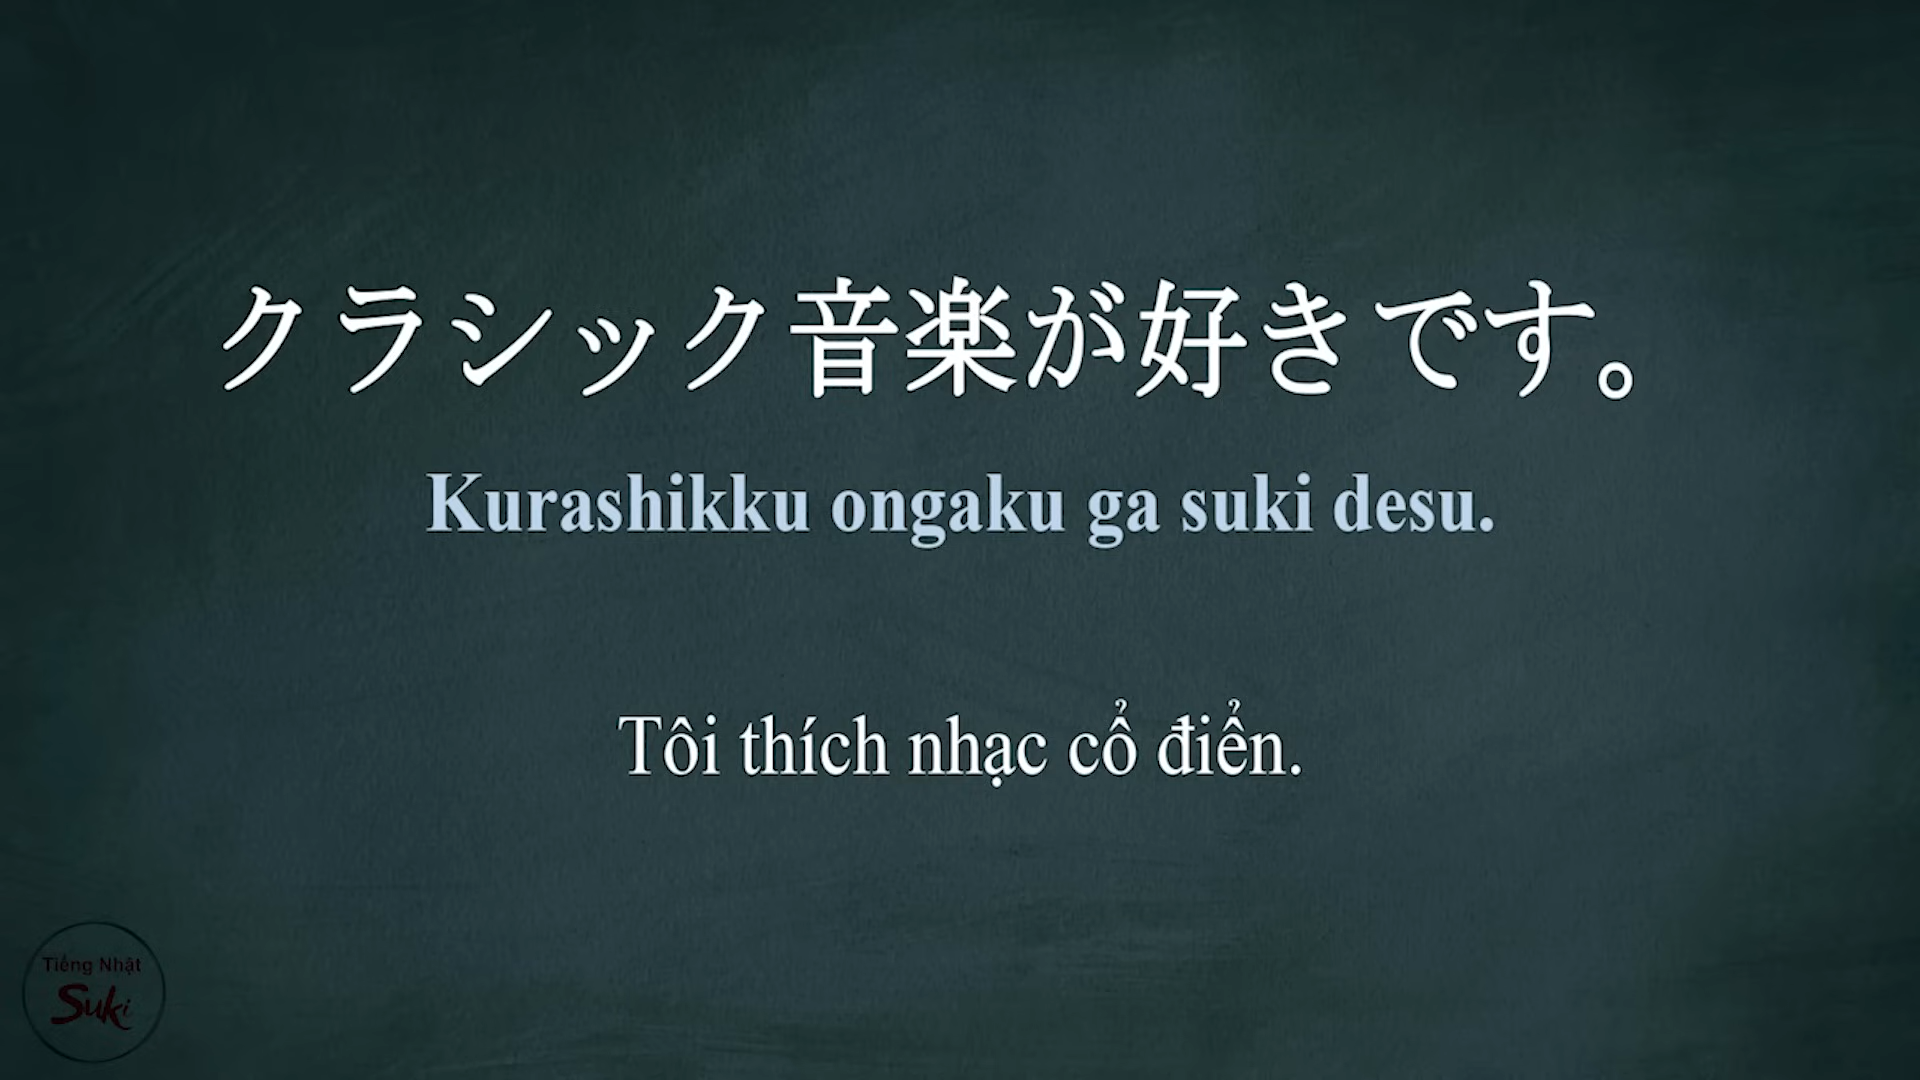 クラシック音楽が好きです。
Kurashikku ongaku ga suki desu.
Tôi thích nhạc cổ điển.
Tiếng Nhật
Suki